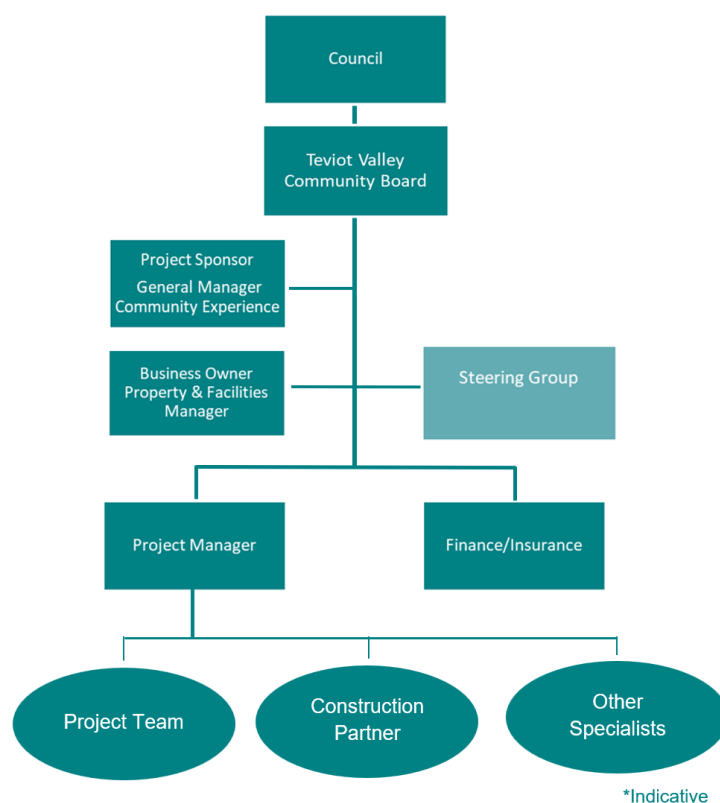 Council
Teviot Valley
Community Board
Project Sponsor
General Manager
Community Experience
Business Owner
Property & Facilities
Manager
Steering Group
Project Manager
Finance/Insurance
Project Team
Construction
Partner
Other
Specialists
*Indicative